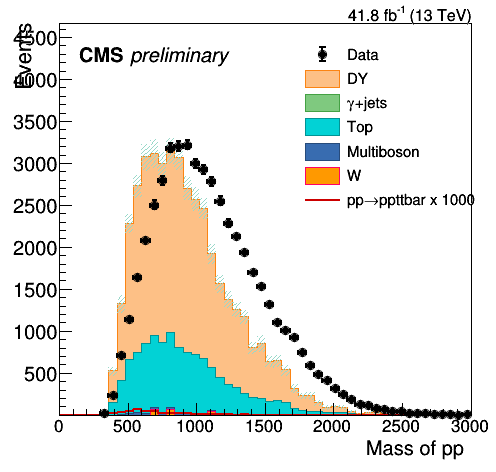 41.8 fb⁻¹ (13 TeV)
Events
CMS preliminary
Data
DY
γ+jets
Top
Multiboson
W
pp→ppttbar x 1000
4500
4000
3500
3000
2500
2000
1500
1000
500
0 500 1000 1500 2000 2500 3000
Mass of pp